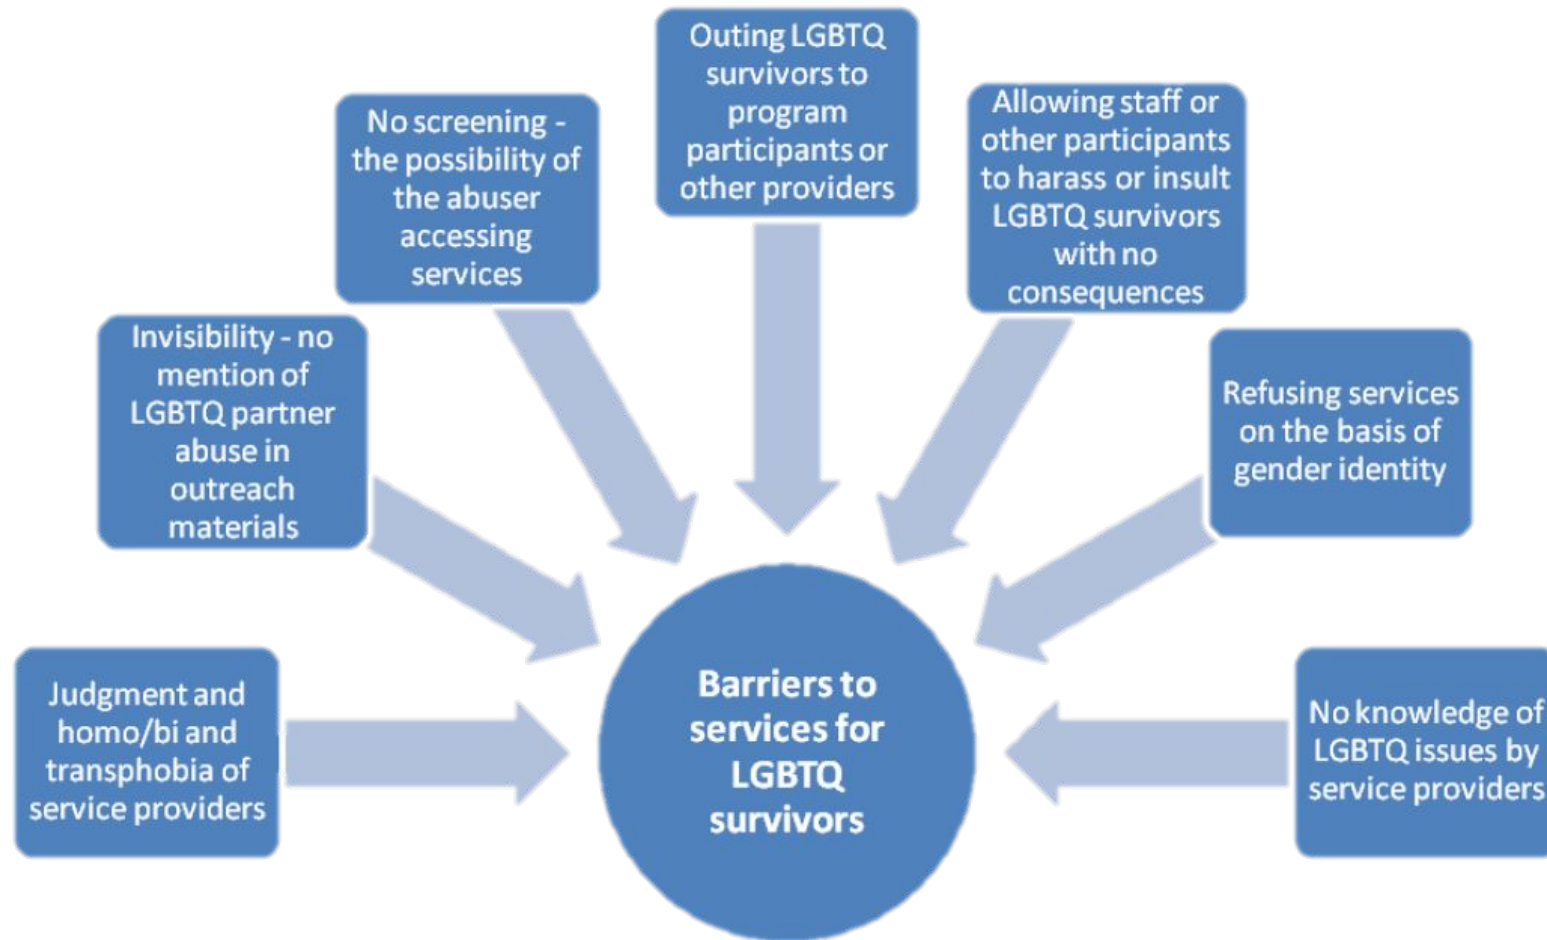 Outing LGBTQ
survivors to
program
participants or
other providers
Allowing staff or
other participants
to harass or insult
LGBTQ survivors
with no
consequences
No screening -
the possibility of
the abuser
accessing
services
Invisibility - no
mention of
LGBTQ partner
abuse in
outreach
materials
Refusing services
on the basis of
gender identity
Judgment and
homo/bi and
transphobia of
service providers
Barriers to
services for
LGBTQ
survivors
No knowledge of
LGBTQ issues by
service providers